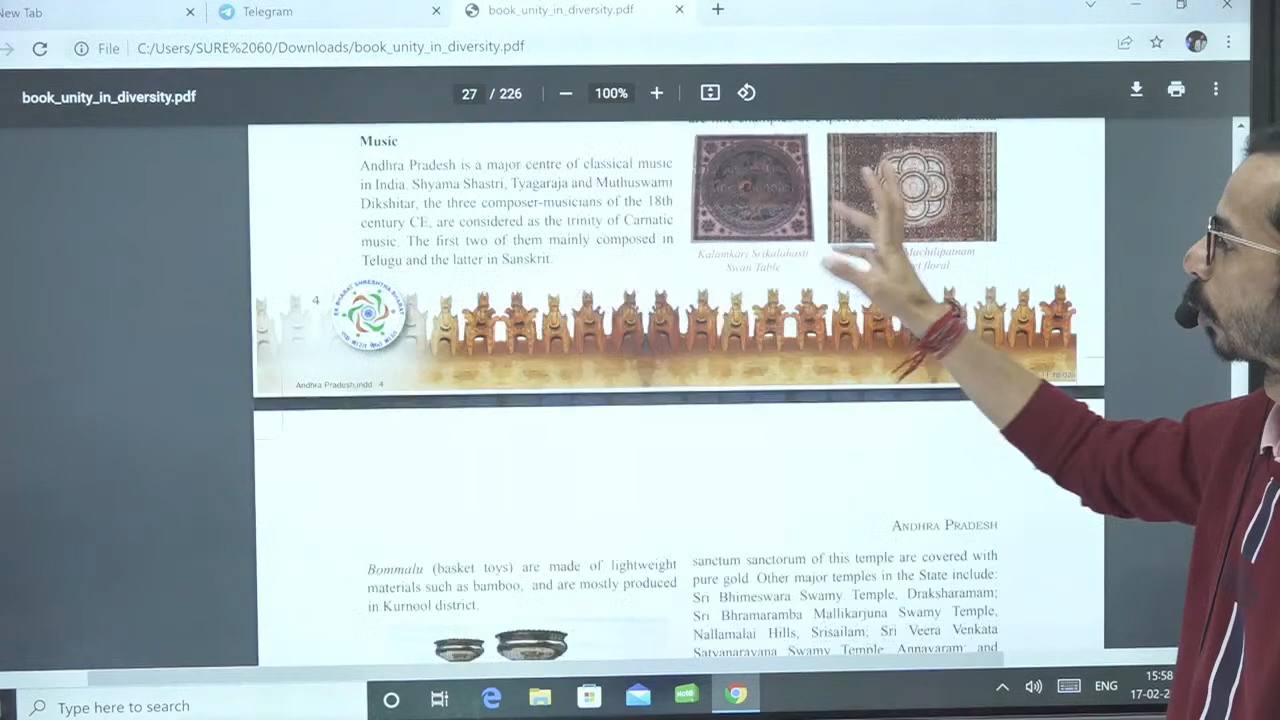 New Tab
Telegram
book_unity_in_diversity.pdf
File
C:/Users/SURE%2060/Downloads/book_unity_in_diversity.pdf
book_unity_in_diversity.pdf
27 / 226
100%
Music
Andhra Pradesh is a major centre of classical music
in India. Shyama Shastri, Tyagaraja and Muthuswami
Dikshitar, the three composer-musicians of the 18th
century CE, are considered as the trinity of Carnatic
music. The first two of them mainly composed in
Telugu and the latter in Sanskrit.
Kalamkari Srikalahasti
Swan Table
Machilipatnam
floral
4
EK BHARAT SHRESHTHA BHARAT
Andhra Pradesh.indd 4
ANDHRA PRADESH
Bommalu (basket toys) are made of lightweight
materials such as bamboo, and are mostly produced
in Kurnool district.
sanctum sanctorum of this temple are covered with
pure gold. Other major temples in the State include:
Sri Bhimeswara Swamy Temple, Draksharamam;
Sri Bhramaramba Mallikarjuna Swamy Temple,
Nallamalai Hills, Srisailam; Sri Veera Venkata
Satyanarayana Swamy Temple Annavaram; and
Type here to search
ENG
15:58
17-02-2